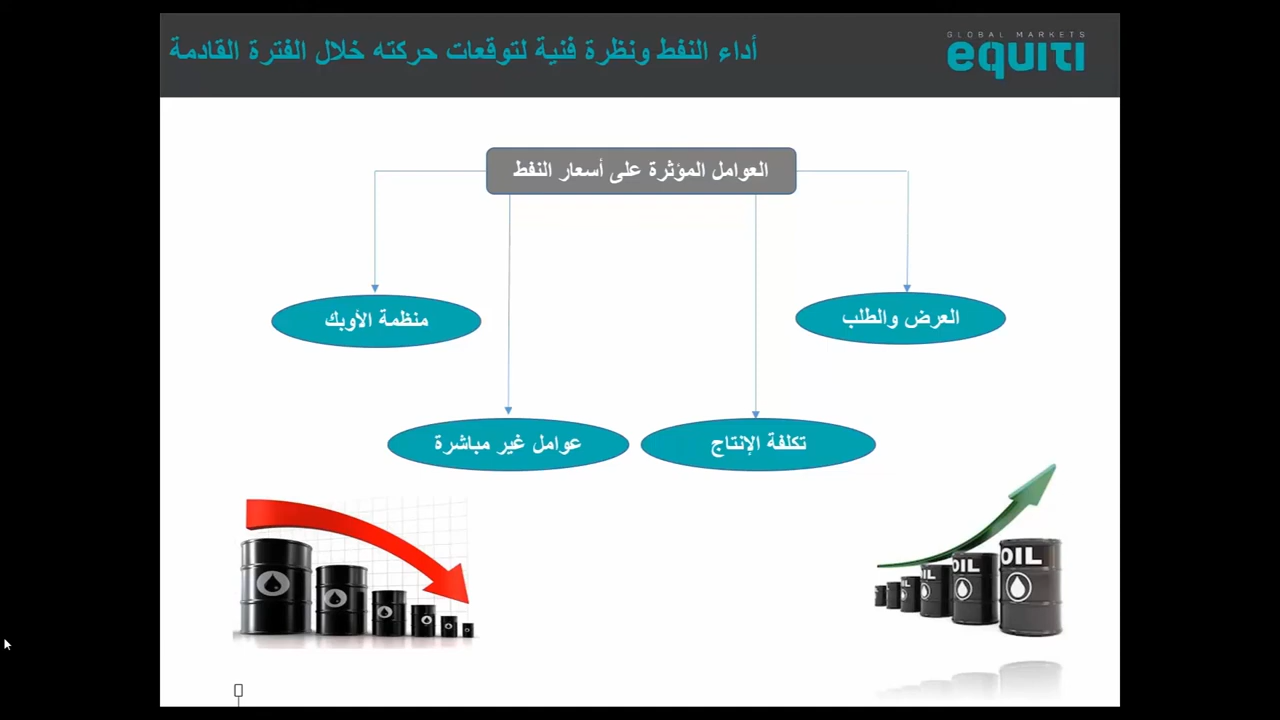 أداء النفط ونظرة فنية لتوقعات حركته خلال الفترة القادمة
GLOBAL MARKETS
equiti
العوامل المؤثرة على أسعار النفط
العرض والطلب
منظمة الأوبك
تكلفة الإنتاج
عوامل غير مباشرة
OIL
OIL
OIL